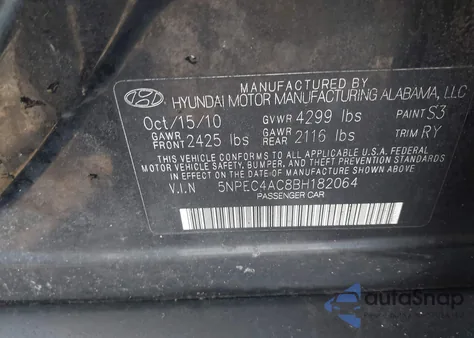 MANUFACTURED BY
HYUNDAI MOTOR MANUFACTURING ALABAMA, LLC
Oct/15/10 GVWR 4299 lbs PAINT S3
GAWR FRONT 2425 lbs GAWR REAR 2116 lbs TRIM RY
THIS VEHICLE CONFORMS TO ALL APPLICABLE U.S.A FEDERAL
MOTOR VEHICLE SAFETY, BUMPER, AND THEFT PREVENTION STANDARDS
IN EFFECT ON THE DATE OF MANUFACTURE SHOWN ABOVE.
V.I.N 5NPEC4AC8BH182064
PASSENGER CAR
autoSnap